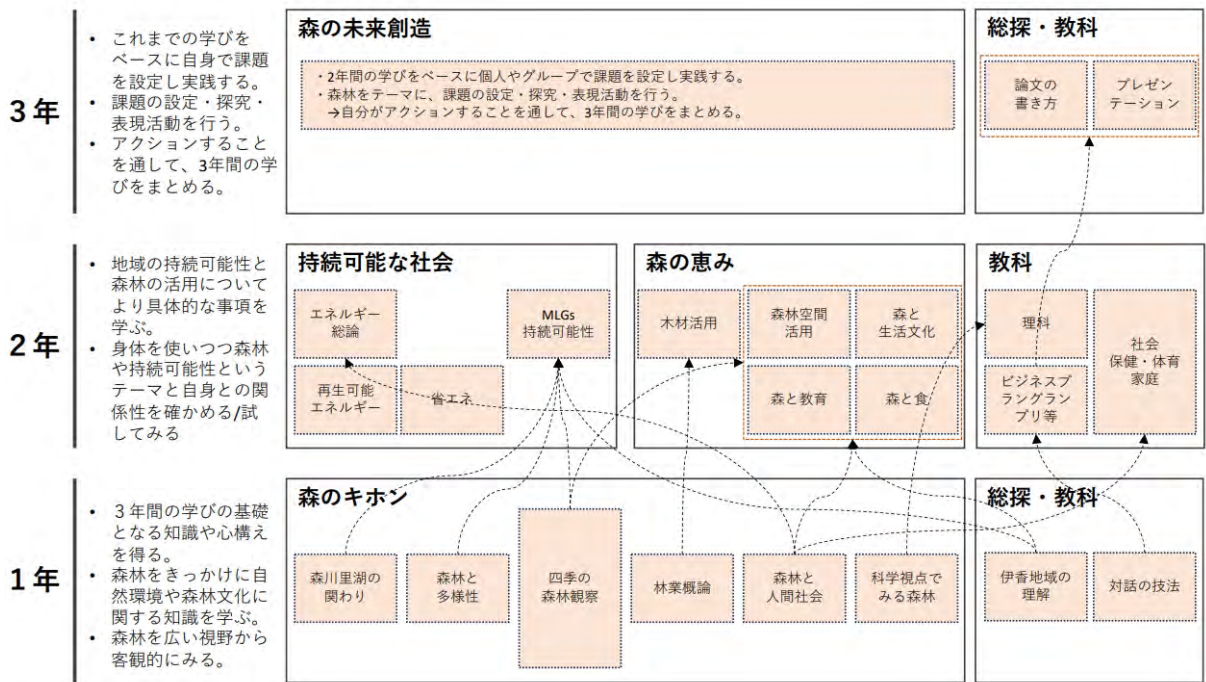 3年
• これまでの学びを
ベースに自身で課題
を設定し実践する。
• 課題の設定・探究・
表現活動を行う。
• アクションすること
を通して、3年間の学
びをまとめる。
森の未来創造
・2年間の学びをベースに個人やグループで課題を設定し実践する。
・森林をテーマに、課題の設定・探究・表現活動を行う。
→自分がアクションすることを通して、3年間の学びをまとめる。
総探・教科
論文の
書き方
プレゼン
テーション
2年
• 地域の持続可能性と
森林の活用について
より具体的な事項を
学ぶ。
• 身体を使いつつ森林
や持続可能性という
テーマと自身との関
係性を確かめる/試
してみる
持続可能な社会
エネルギー
総論
MLGs
持続可能性
再生可能
エネルギー
省エネ
森の恵み
木材活用
森林空間
活用
森と
生活文化
森と教育
森と食
教科
理科
社会
保健・体育
家庭
ビジネスプ
ラングラン
プリ等
1年
• ３年間の学びの基礎
となる知識や心構え
を得る。
• 森林をきっかけに自
然環境や森林文化に
関する知識を学ぶ。
• 森林を広い視野から
客観的にみる。
森のキホン
森川里湖の
関わり
森林と
多様性
四季の
森林観察
林業概論
森林と
人間社会
科学視点で
みる森林
総探・教科
伊香地域の
理解
対話の技法